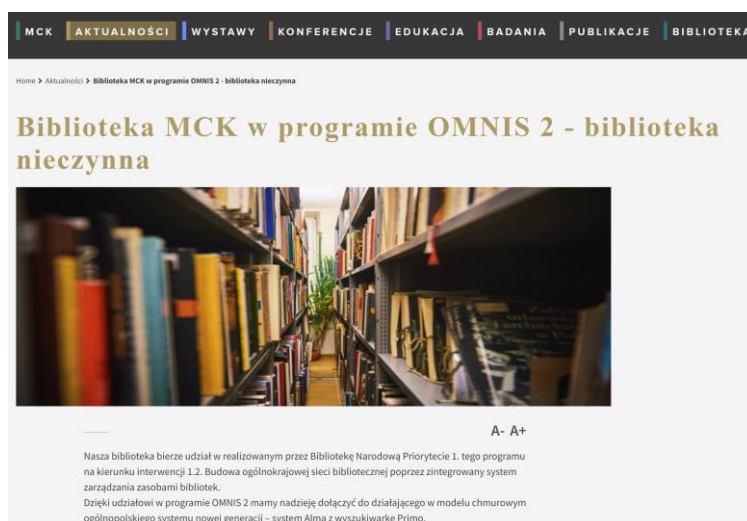 MCK AKTUALNOŚCI WYSTAWY KONFERENCJE EDUKACJA BADANIA PUBLIKACJE BIBLIOTEKA
Home > Aktualności > Biblioteka MCK w programie OMNIS 2 - biblioteka nieczynna
Biblioteka MCK w programie OMNIS 2 - biblioteka
nieczynna
A- A+
Nasza biblioteka bierze udział w realizowanym przez Bibliotekę Narodową Priorytecie 1. tego programu
na kierunku interwencji 1.2. Budowa ogólnokrajowej sieci bibliotecznej poprzez zintegrowany system
zarządzania zasobami bibliotek.
Dzięki udziałowi w programie OMNIS 2 mamy nadzieję dołączyć do działającego w modelu chmurowym
ogólnopolskiego systemu nowej generacji – system Alma z wyszukiwarkę Primo.